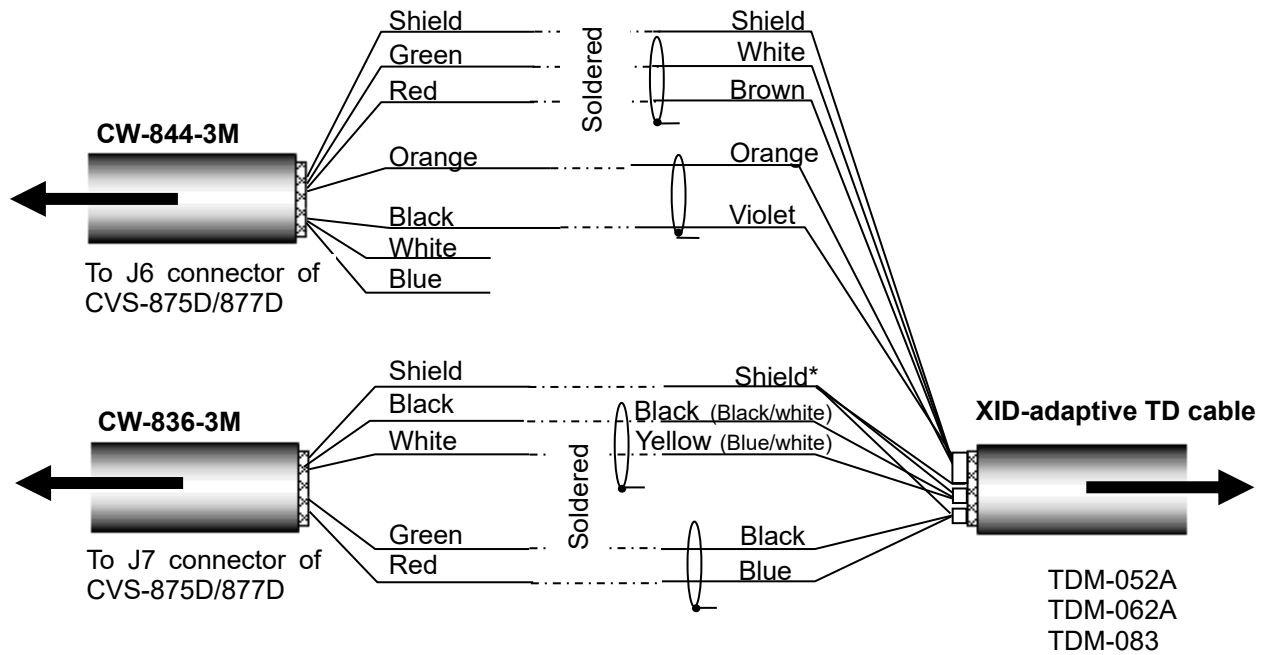 Shield Shield
Green White
Red Brown
Soldered
CW-844-3M
Orange Orange
Black Violet
White
Blue
To J6 connector of
CVS-875D/877D
Shield Shield*
Black Black (Black/white)
CW-836-3M
White Yellow (Blue/white)
XID-adaptive TD cable
Soldered
Green Black
Red Blue
To J7 connector of
CVS-875D/877D
TDM-052A
TDM-062A
TDM-083